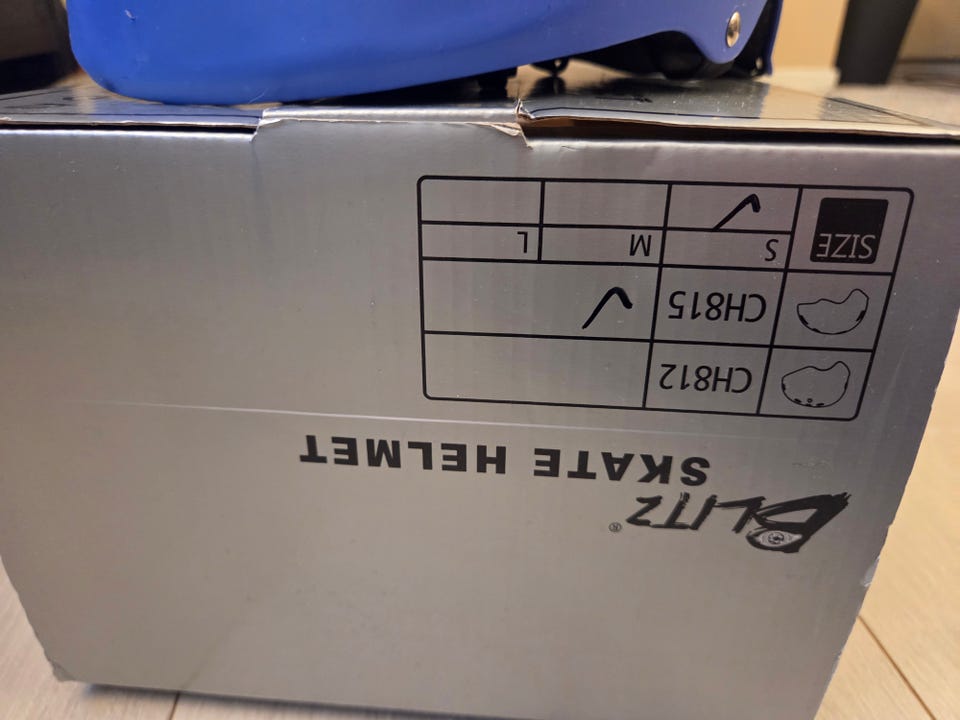 BLITZ®
SKATE HELMET
CH812
CH815 ✓
SIZE S M L
✓